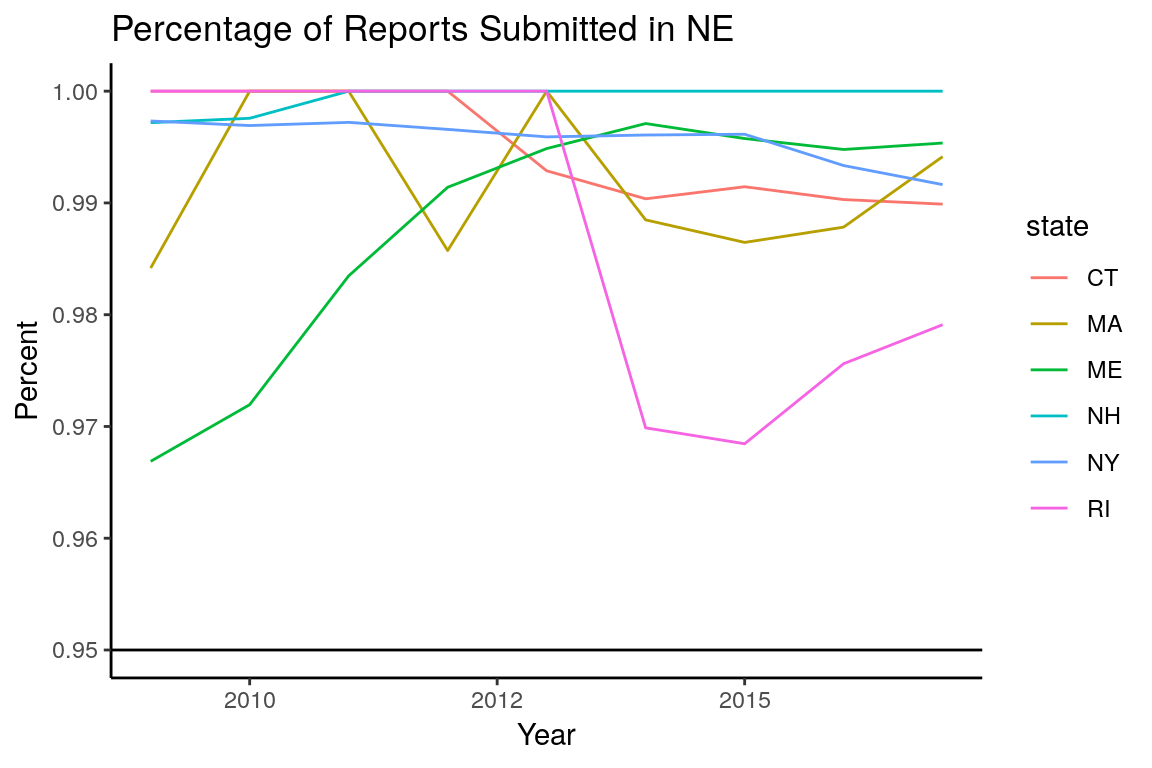 Percentage of Reports Submitted in NE
1.00
0.99
0.98
0.97
0.96
0.95
Percent
2010
2012
2015
Year
state
CT
MA
ME
NH
NY
RI